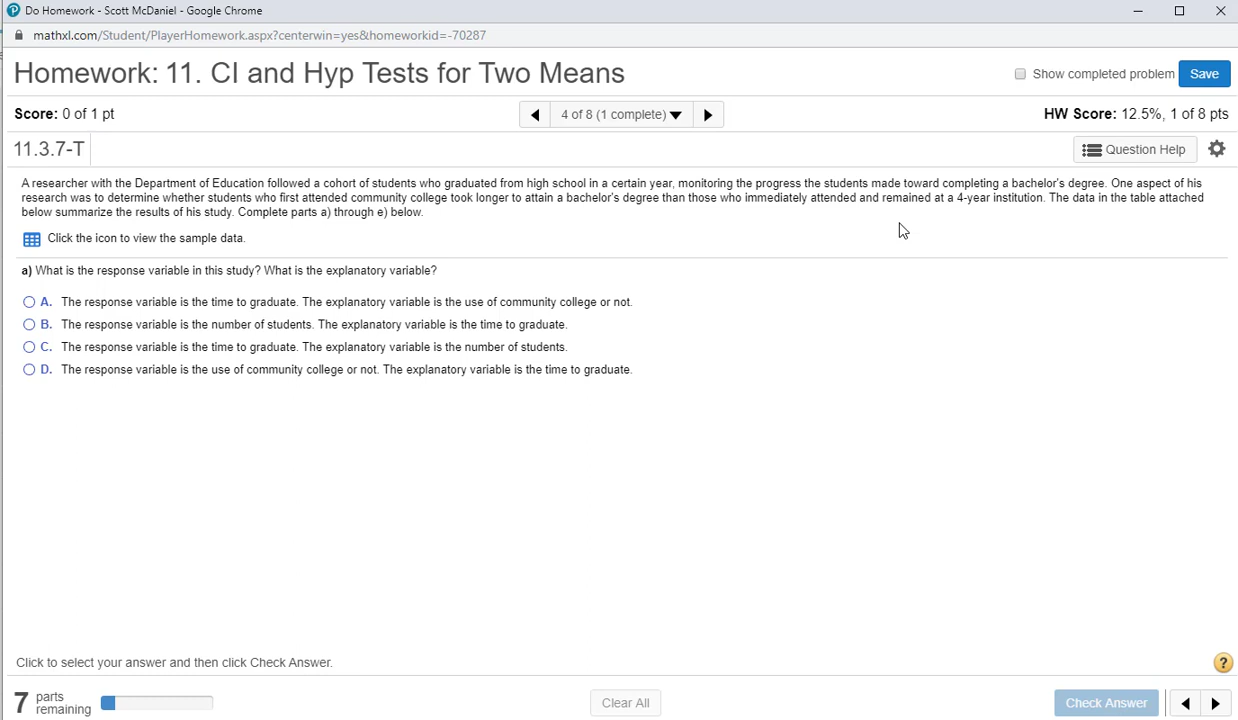 Do Homework - Scott McDaniel - Google Chrome
mathxl.com/Student/PlayerHomework.aspx?centerwin=yes&homeworkid=-70287
Homework: 11. CI and Hyp Tests for Two Means
Show completed problem
Save
Score: 0 of 1 pt
4 of 8 (1 complete)
HW Score: 12.5%, 1 of 8 pts
11.3.7-T
Question Help
A researcher with the Department of Education followed a cohort of students who graduated from high school in a certain year, monitoring the progress the students made toward completing a bachelor's degree. One aspect of his
research was to determine whether students who first attended community college took longer to attain a bachelor's degree than those who immediately attended and remained at a 4-year institution. The data in the table attached
below summarize the results of his study. Complete parts a) through e) below.
Click the icon to view the sample data.
a) What is the response variable in this study? What is the explanatory variable?
A. The response variable is the time to graduate. The explanatory variable is the use of community college or not.
B. The response variable is the number of students. The explanatory variable is the time to graduate.
C. The response variable is the time to graduate. The explanatory variable is the number of students.
D. The response variable is the use of community college or not. The explanatory variable is the time to graduate.
Click to select your answer and then click Check Answer.
?
7 parts
remaining
Clear All
Check Answer